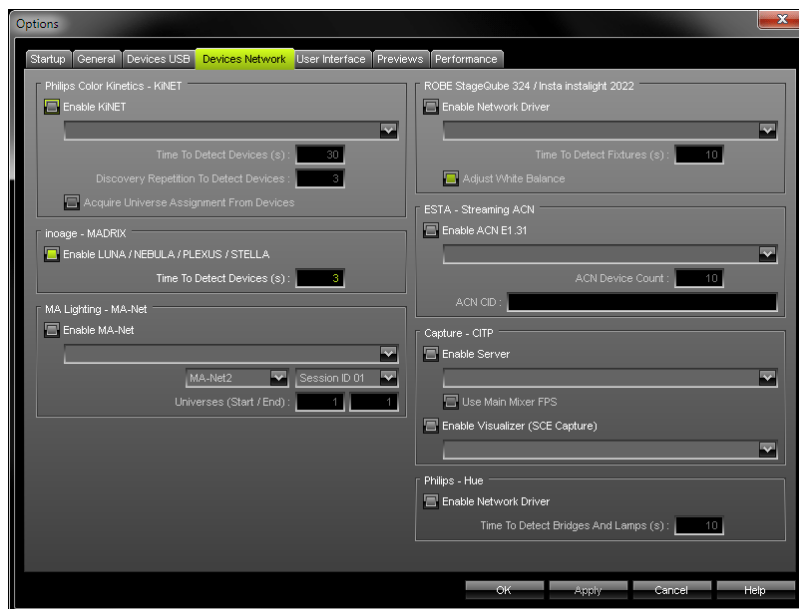 Options
Startup
General
Devices USB
Devices Network
User Interface
Previews
Performance
Philips Color Kinetics - KiNET
Enable KiNET
Time To Detect Devices (s) : 30
Discovery Repetition To Detect Devices : 3
Acquire Universe Assignment From Devices
inoage - MADRIX
Enable LUNA / NEBULA / PLEXUS / STELLA
Time To Detect Devices (s) : 3
MA Lighting - MA-Net
Enable MA-Net
MA-Net2 Session ID 01
Universes (Start / End) : 1 1
ROBE StageQube 324 / Insta instalight 2022
Enable Network Driver
Time To Detect Fixtures (s) : 10
Adjust White Balance
ESTA - Streaming ACN
Enable ACN E1.31
ACN Device Count : 10
ACN CID :
Capture - CITP
Enable Server
Use Main Mixer FPS
Enable Visualizer (SCE Capture)
Philips - Hue
Enable Network Driver
Time To Detect Bridges And Lamps (s) : 10
OK
Apply
Cancel
Help